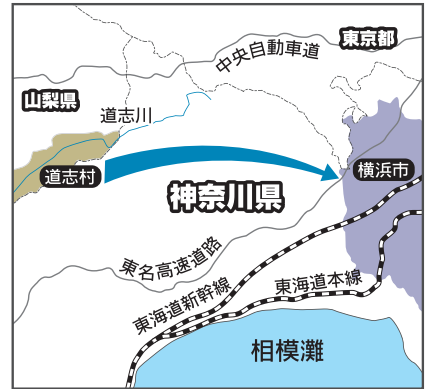 東京都
中央自動車道
山梨県
道志川
道志村
横浜市
神奈川県
東名高速道路
東海道新幹線
東海道本線
相模灘